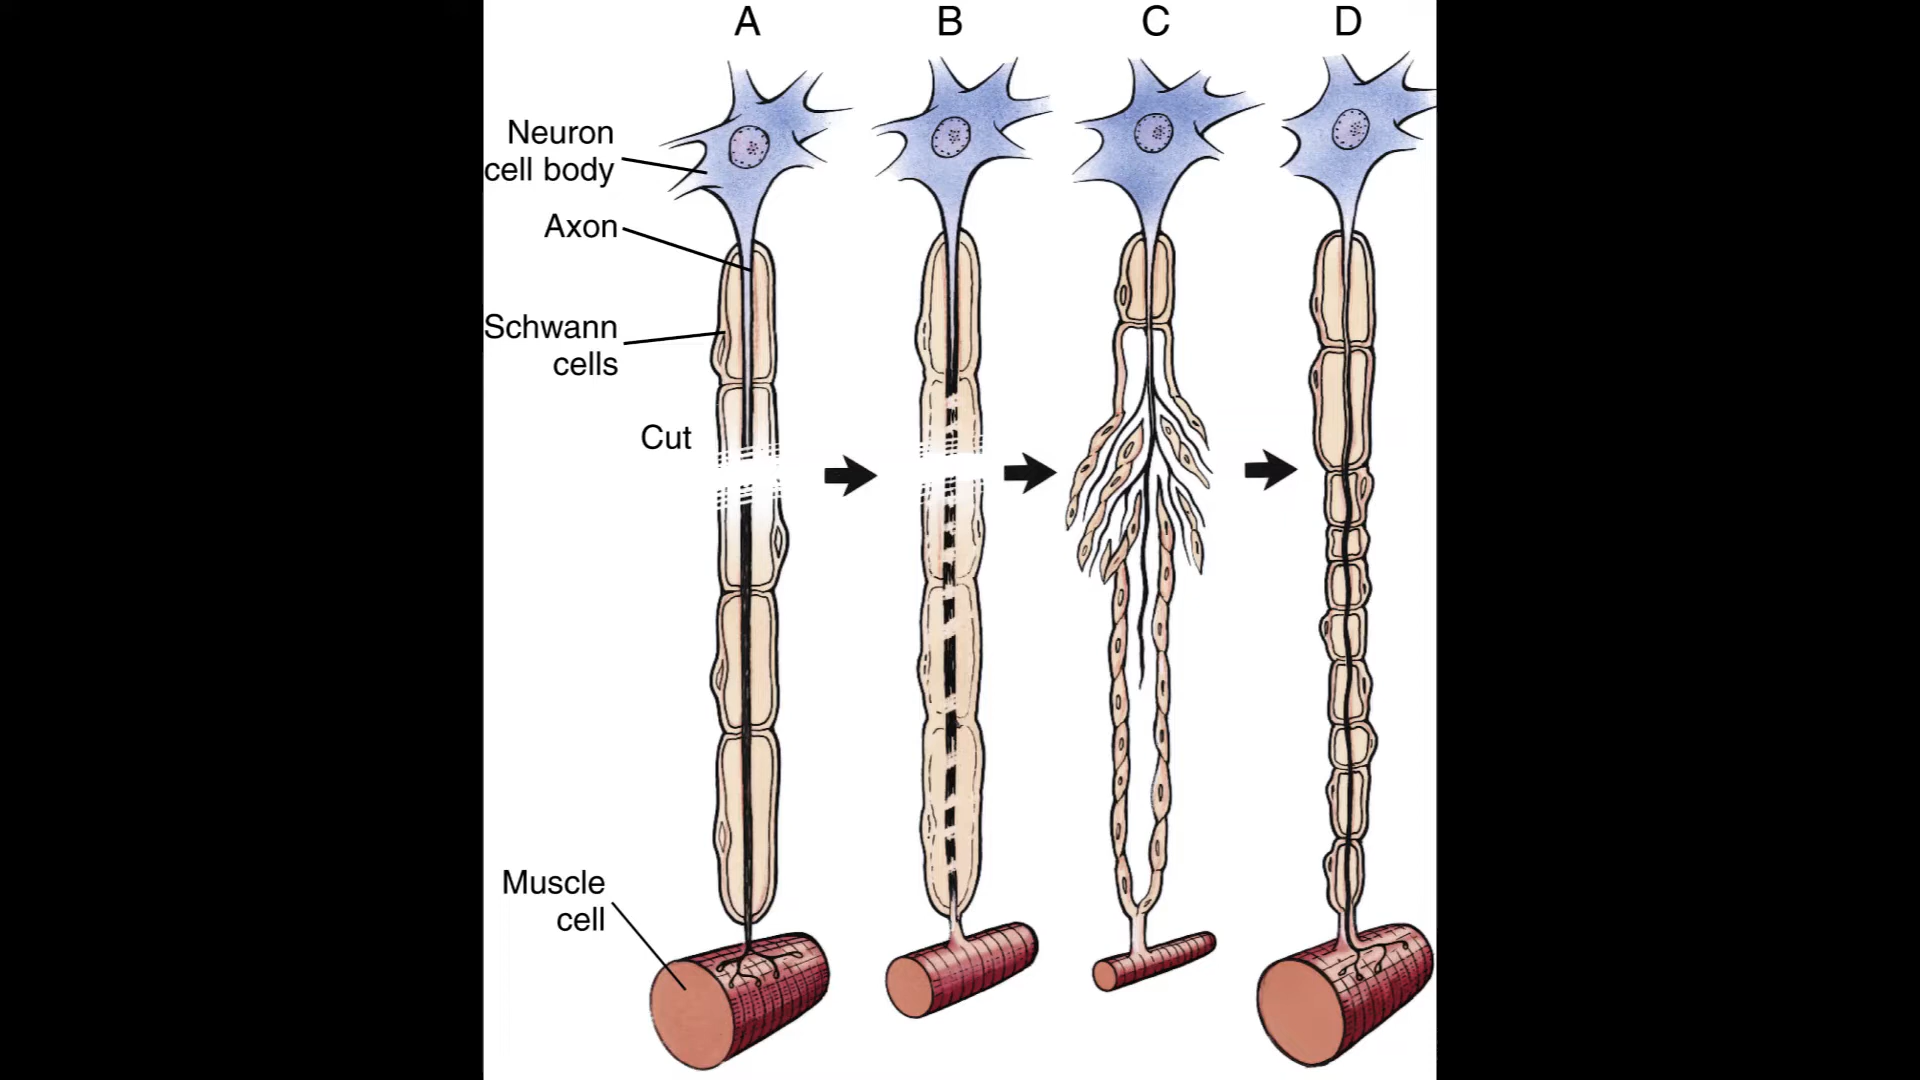 A B C D
Neuron
cell body
Axon
Schwann
cells
Cut
Muscle
cell